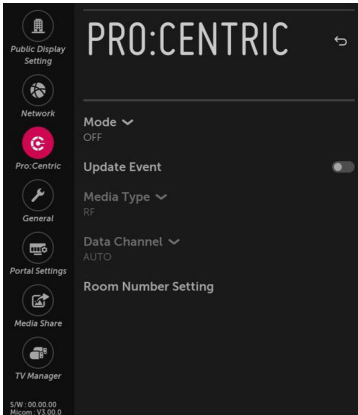 PRO:CENTRIC
Public Display
Setting
Network
Pro:Centric
General
Portal Settings
Media Share
TV Manager
S/W : 00.00.00
Micom : V3.00.0
Mode
OFF
Update Event
Media Type
RF
Data Channel
AUTO
Room Number Setting